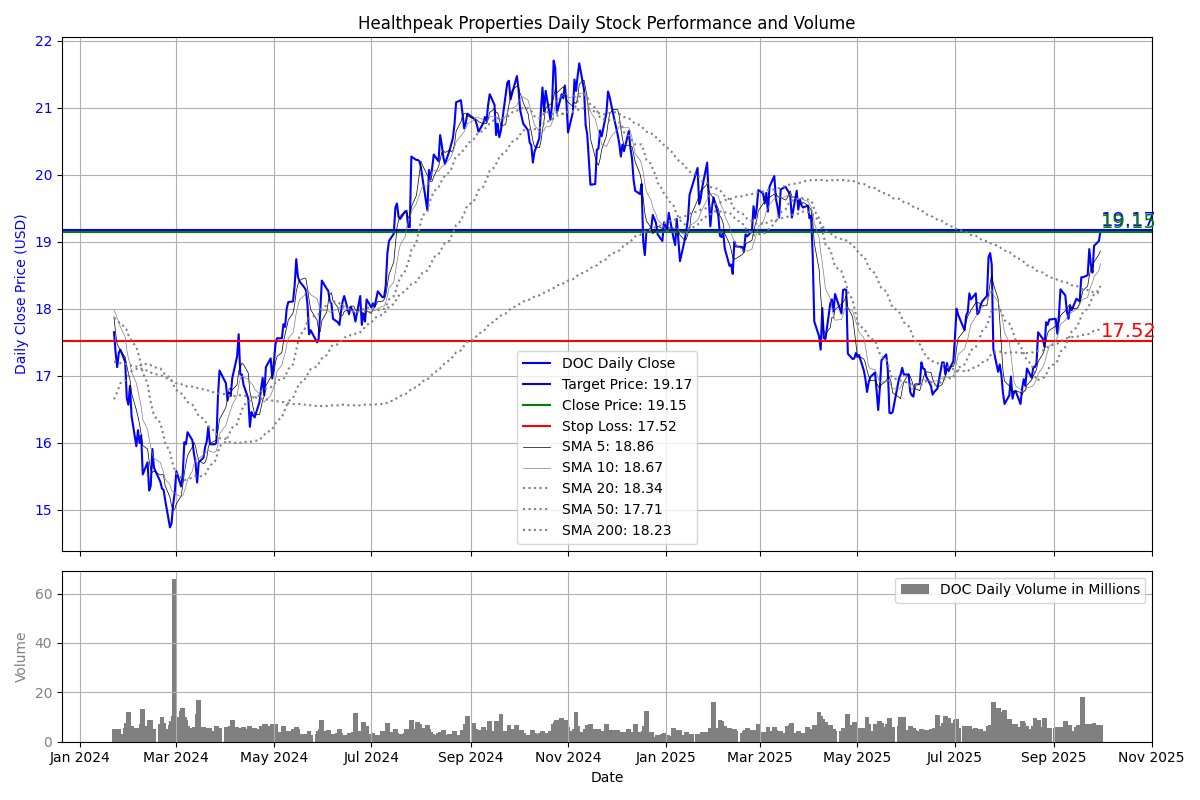 Healthpeak Properties Daily Stock Performance and Volume
Daily Close Price (USD)
22
21
20
19
18
17
16
15
19.17
19.15
17.52
DOC Daily Close
Target Price: 19.17
Close Price: 19.15
Stop Loss: 17.52
SMA 5: 18.86
SMA 10: 18.67
SMA 20: 18.34
SMA 50: 17.71
SMA 200: 18.23
Volume
60
40
20
0
DOC Daily Volume in Millions
Jan 2024 Mar 2024 May 2024 Jul 2024 Sep 2024 Nov 2024 Jan 2025 Mar 2025 May 2025 Jul 2025 Sep 2025 Nov 2025
Date